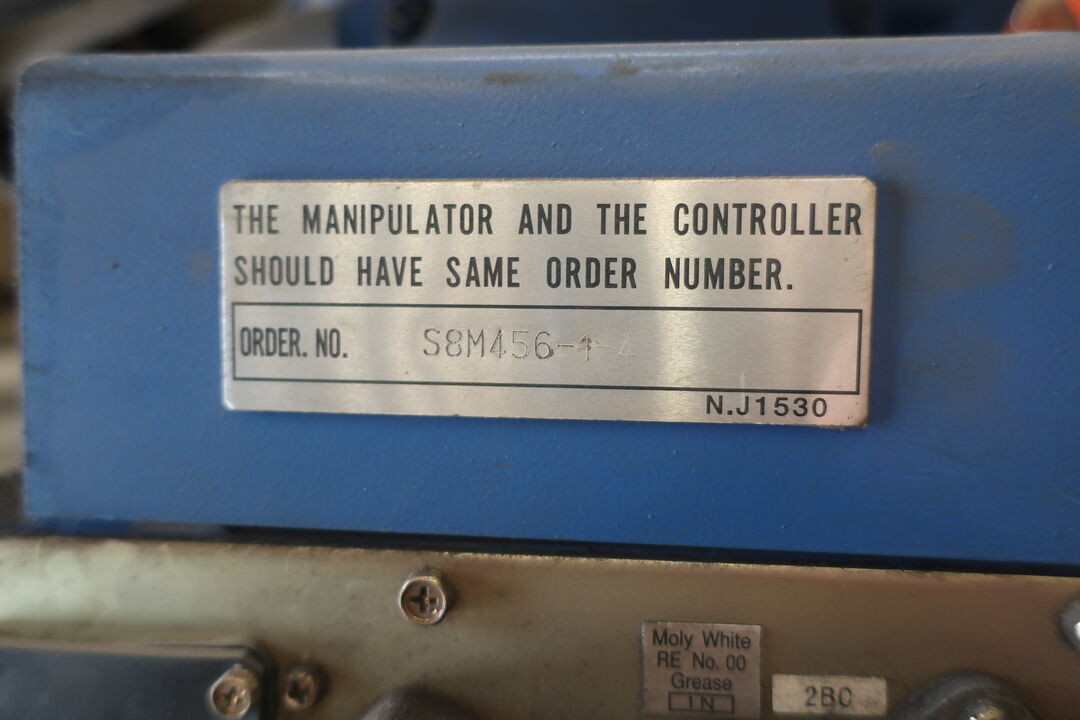 THE MANIPULATOR AND THE CONTROLLER
SHOULD HAVE SAME ORDER NUMBER.
ORDER. NO. S8M456-1-4
N.J1530
Moly White
RE No. 00
Grease
IN
2BC